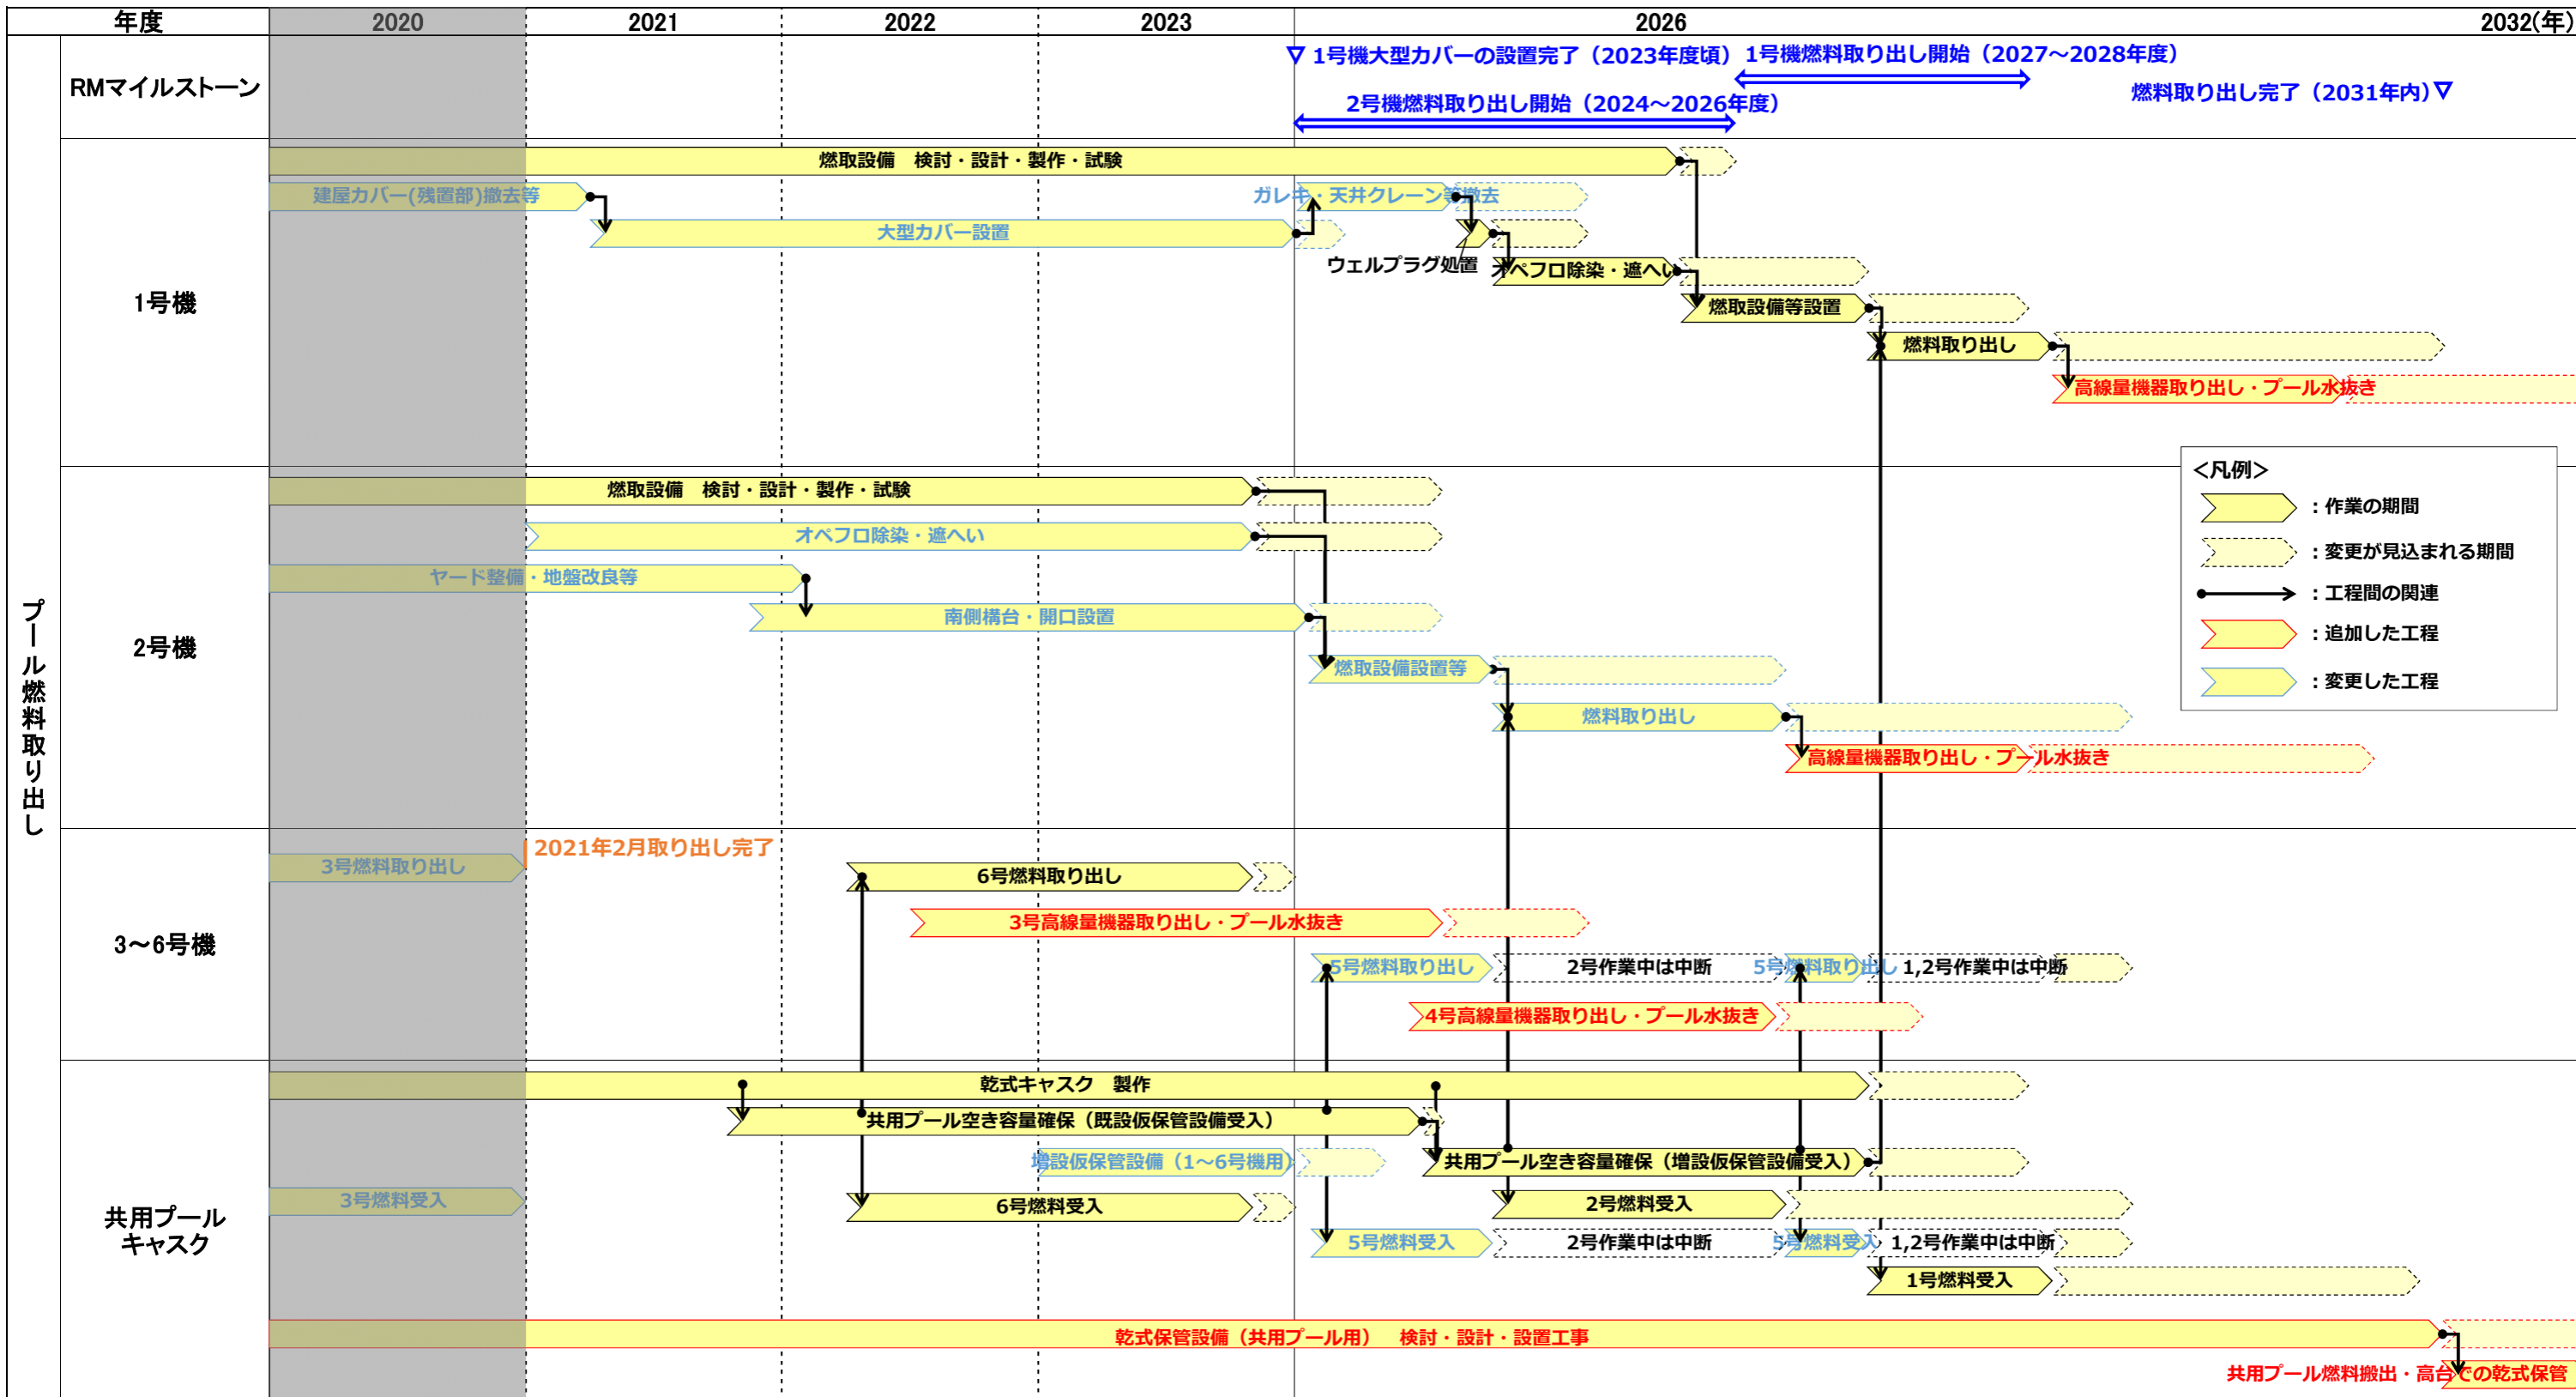 年度 2020 2021 2022 2023 2026 2032(年)
プール燃料取り出し
RMマイルストーン
1号機大型カバーの設置完了（2023年度頃）
1号機燃料取り出し開始（2027～2028年度）
2号機燃料取り出し開始（2024～2026年度）
燃料取り出し完了（2031年内）
1号機
燃取設備　検討・設計・製作・試験
建屋カバー(残置部)撤去等
ガレキ・天井クレーン等撤去
大型カバー設置
ウェルプラグ処置
オペフロ除染・遮へい
燃取設備等設置
燃料取り出し
高線量機器取り出し・プール水抜き
＜凡例＞
：作業の期間
：変更が見込まれる期間
：工程間の関連
：追加した工程
：変更した工程
2号機
燃取設備　検討・設計・製作・試験
オペフロ除染・遮へい
ヤード整備・地盤改良等
南側構台・開口設置
燃取設備設置等
燃料取り出し
高線量機器取り出し・プール水抜き
3～6号機
2021年2月取り出し完了
3号燃料取り出し
6号燃料取り出し
3号高線量機器取り出し・プール水抜き
5号燃料取り出し
2号作業中は中断
5号燃料取り出し
1,2号作業中は中断
4号高線量機器取り出し・プール水抜き
共用プール
キャスク
乾式キャスク　製作
共用プール空き容量確保（既設仮保管設備受入）
増設仮保管設備（1～6号機用）
共用プール空き容量確保（増設仮保管設備受入）
3号燃料受入
6号燃料受入
2号燃料受入
5号燃料受入
2号作業中は中断
5号燃料受入
1,2号作業中は中断
1号燃料受入
乾式保管設備（共用プール用）　検討・設計・設置工事
共用プール燃料搬出・高台での乾式保管